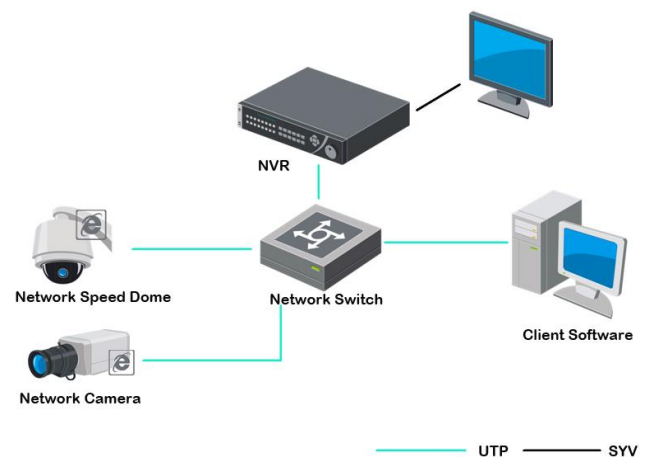 NVR
Network Speed Dome
Network Switch
Client Software
Network Camera
UTP
SYV